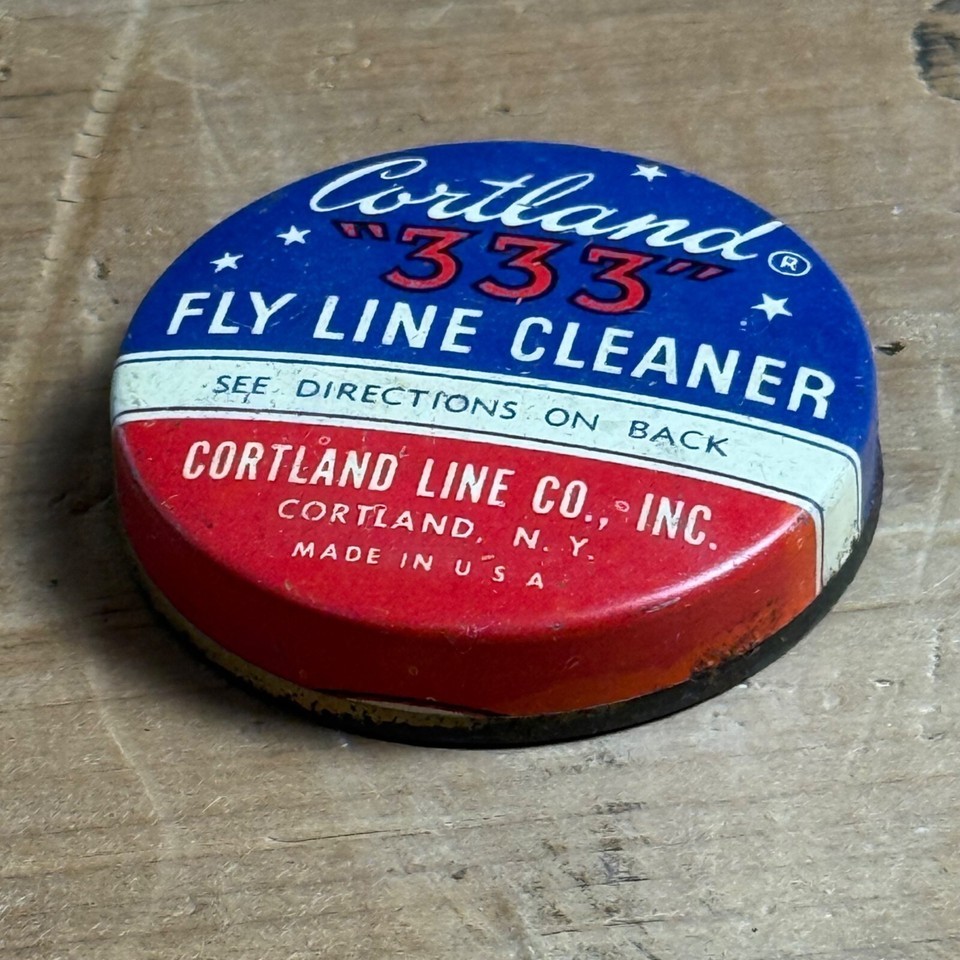 Cortland ®
"333"
FLY LINE CLEANER
SEE DIRECTIONS ON BACK
CORTLAND LINE CO., INC.
CORTLAND, N. Y.
MADE IN U S A